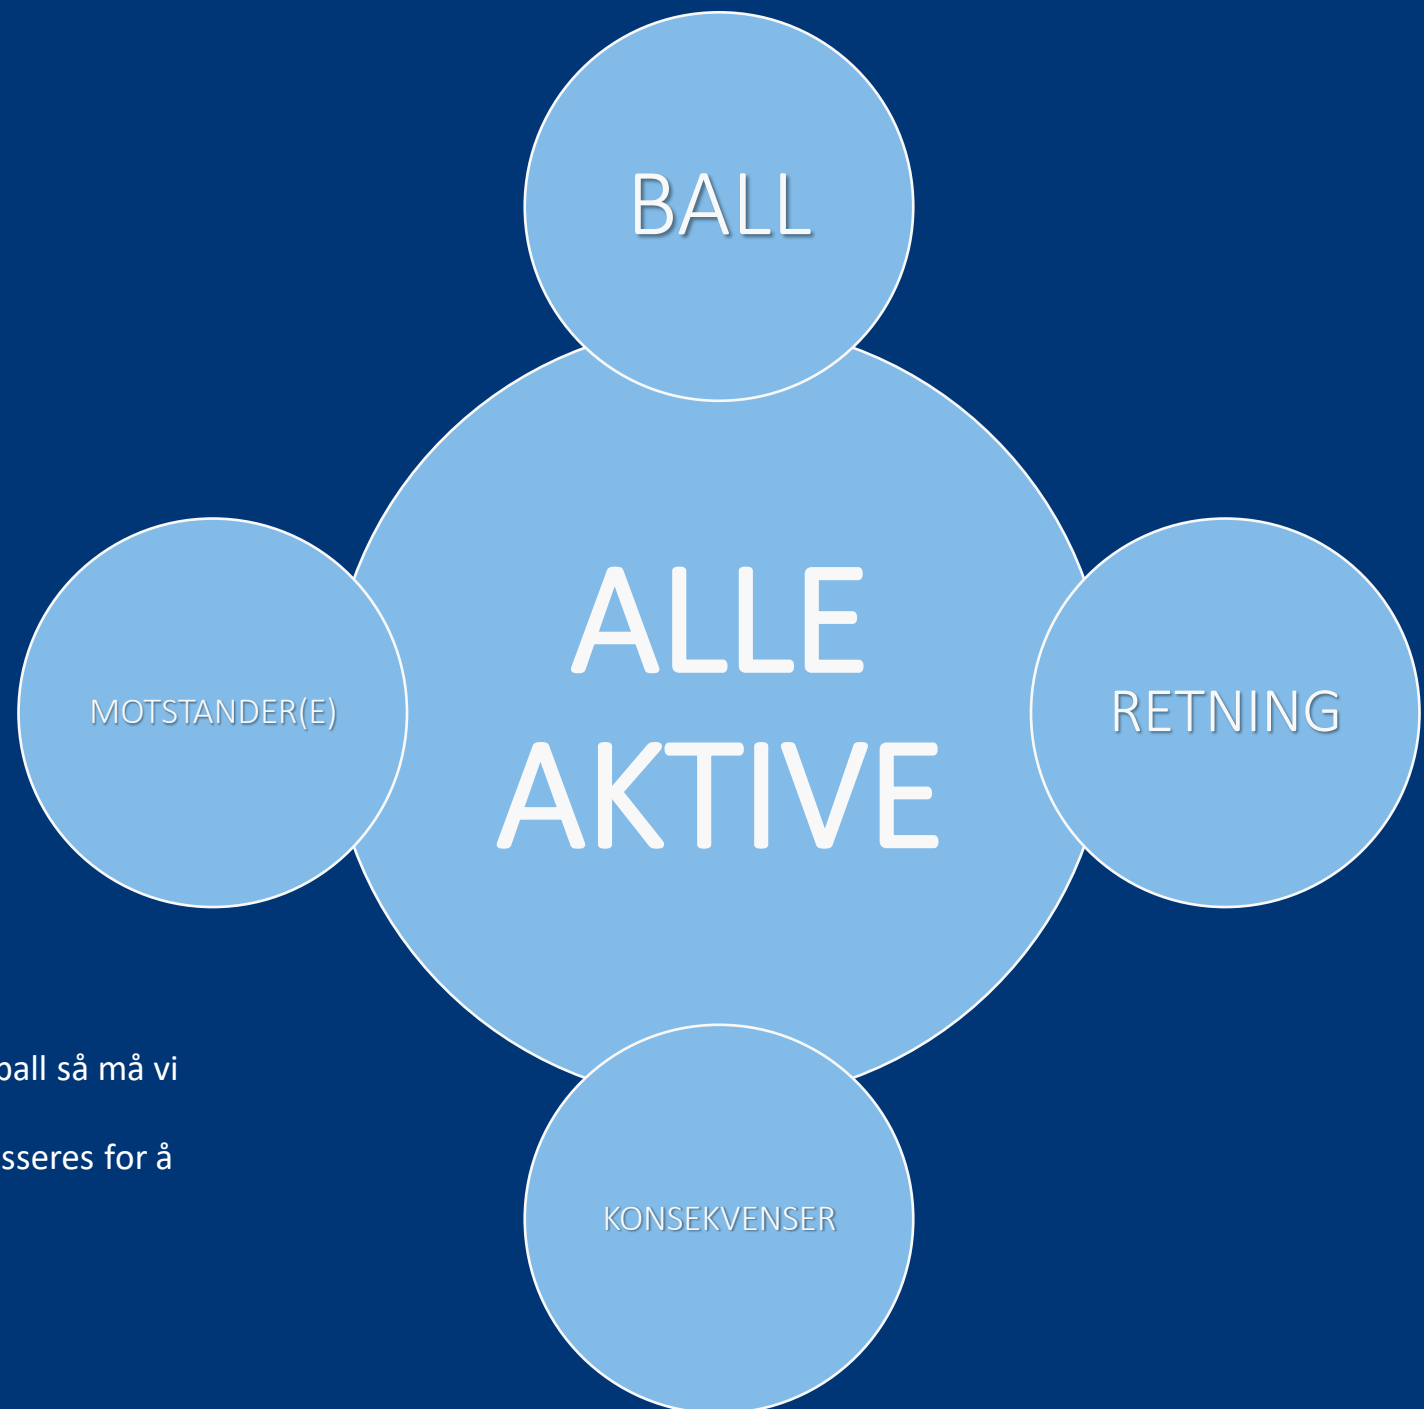 BALL
ALLE
AKTIVE
MOTSTANDER(E)
RETNING
ball så må vi
sseres for å
KONSEKVENSER